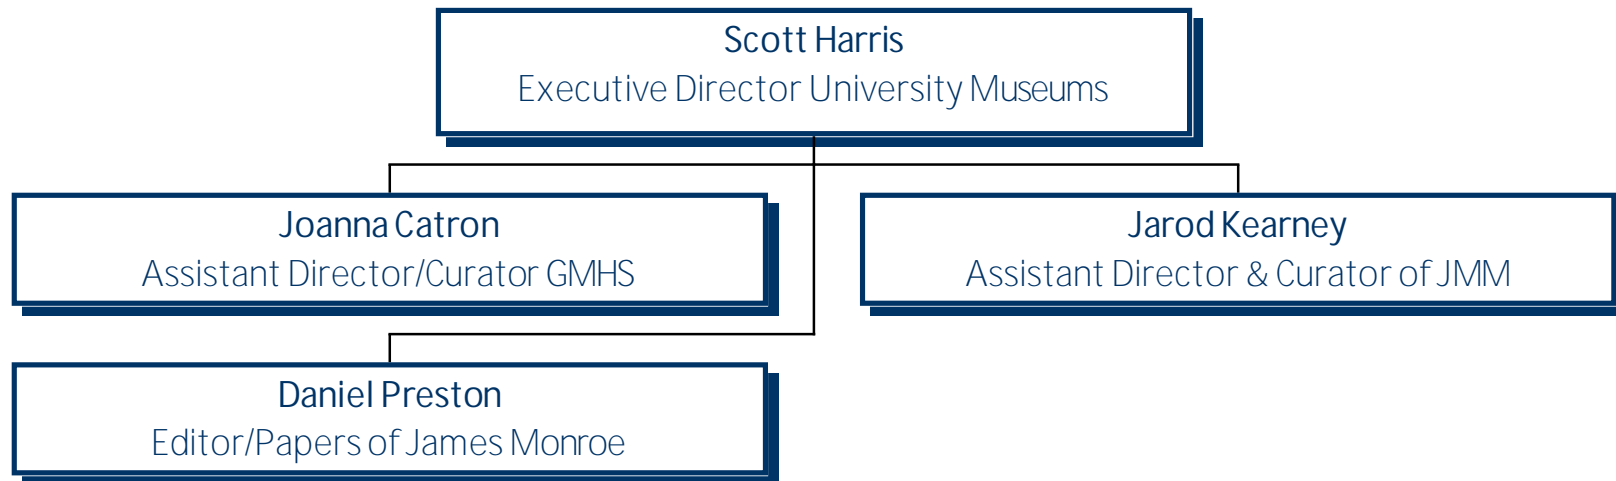 Scott Harris
Executive Director University Museums
Joanna Catron
Assistant Director/Curator GMHS
Jarod Kearney
Assistant Director & Curator of JMM
Daniel Preston
Editor/Papers of James Monroe